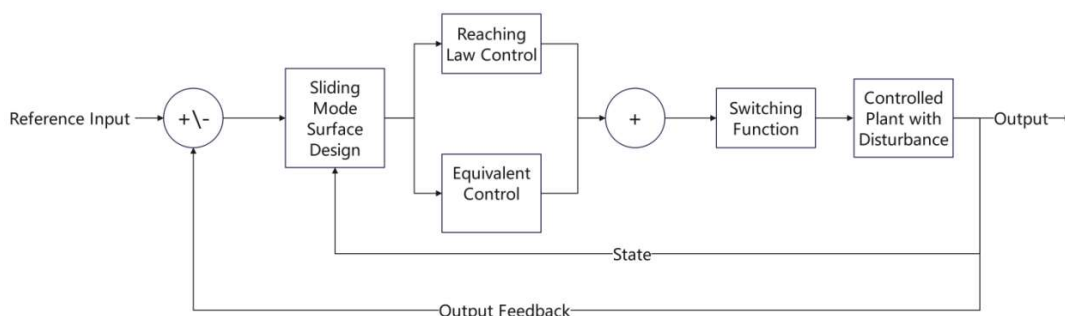 Reference Input
+\-
Sliding
Mode
Surface
Design
Reaching
Law Control
Equivalent
Control
+
Switching
Function
Controlled
Plant with
Disturbance
Output
State
Output Feedback